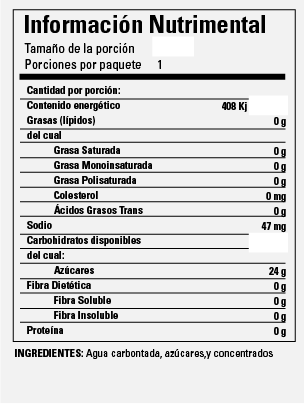 Información Nutrimental
Tamaño de la porción
Porciones por paquete 1
Cantidad por porción:
Contenido energético 408 Kj
Grasas (lípidos) 0 g
del cual
Grasa Saturada 0 g
Grasa Monoinsaturada 0 g
Grasa Polisaturada 0 g
Colesterol 0 mg
Ácidos Grasos Trans 0 g
Sodio 47 mg
Carbohidratos disponibles
del cual:
Azúcares 24 g
Fibra Dietética 0 g
Fibra Soluble 0 g
Fibra Insoluble 0 g
Proteína 0 g
INGREDIENTES: Agua carbontada, azúcares,y concentrados